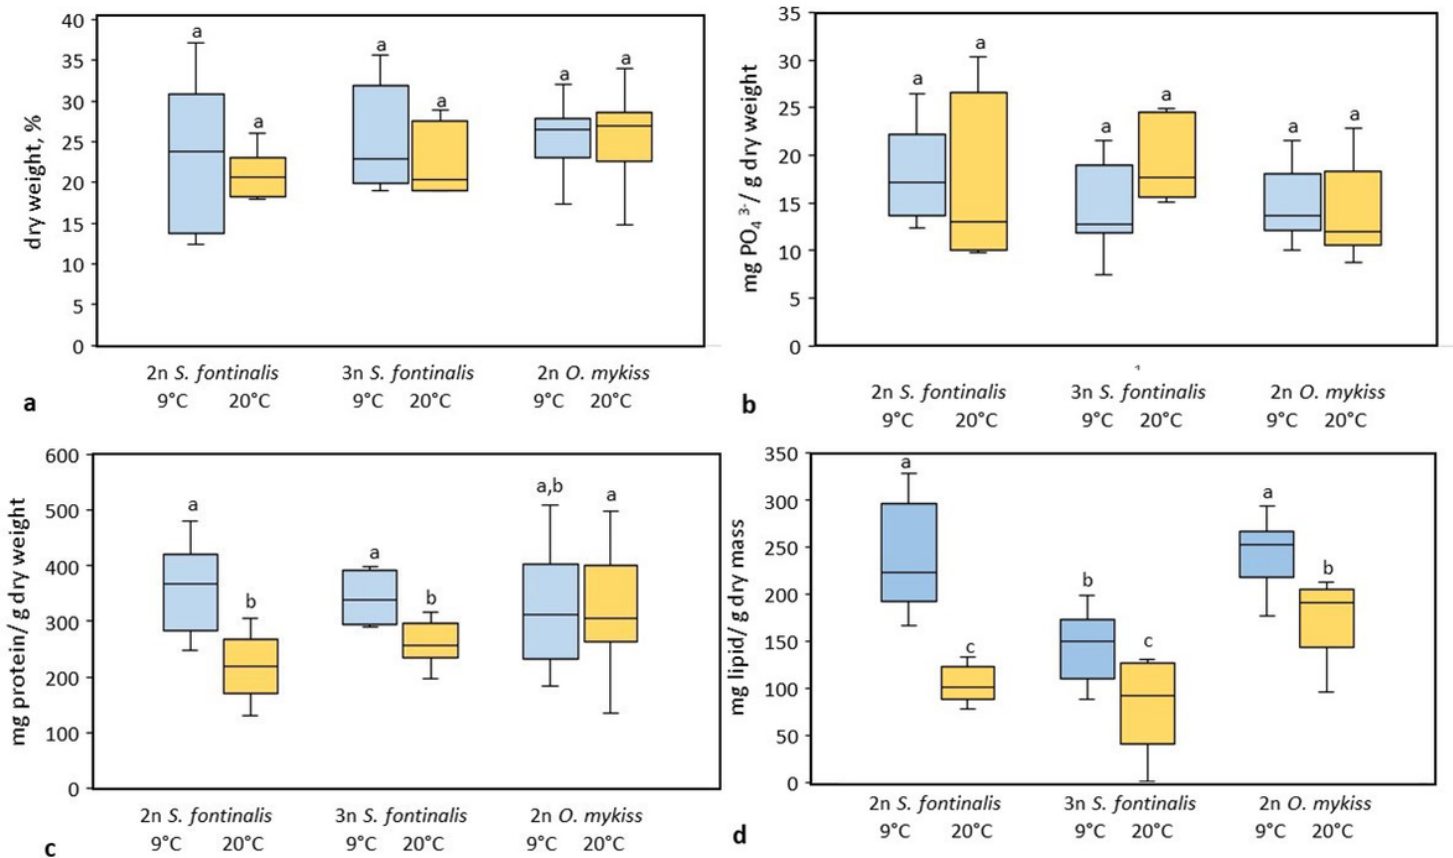 40
35
30
25
20
15
10
5
0
dry weight, %
a
a
a
a
a
a
2n S. fontinalis
3n S. fontinalis
2n O. mykiss
9°C 20°C
9°C 20°C
9°C 20°C
a
35
30
25
20
15
10
5
0
mg PO4 3-/ g dry weight
a
a
a
a
a
a
2n S. fontinalis
3n S. fontinalis
2n O. mykiss
9°C 20°C
9°C 20°C
9°C 20°C
b
600
500
400
300
200
100
0
mg protein/ g dry weight
a
b
a
b
a,b
a
2n S. fontinalis
3n S. fontinalis
2n O. mykiss
9°C 20°C
9°C 20°C
9°C 20°C
c
350
300
250
200
150
100
50
0
mg lipid/ g dry mass
a
c
b
c
a
b
2n S. fontinalis
3n S. fontinalis
2n O. mykiss
9°C 20°C
9°C 20°C
9°C 20°C
d